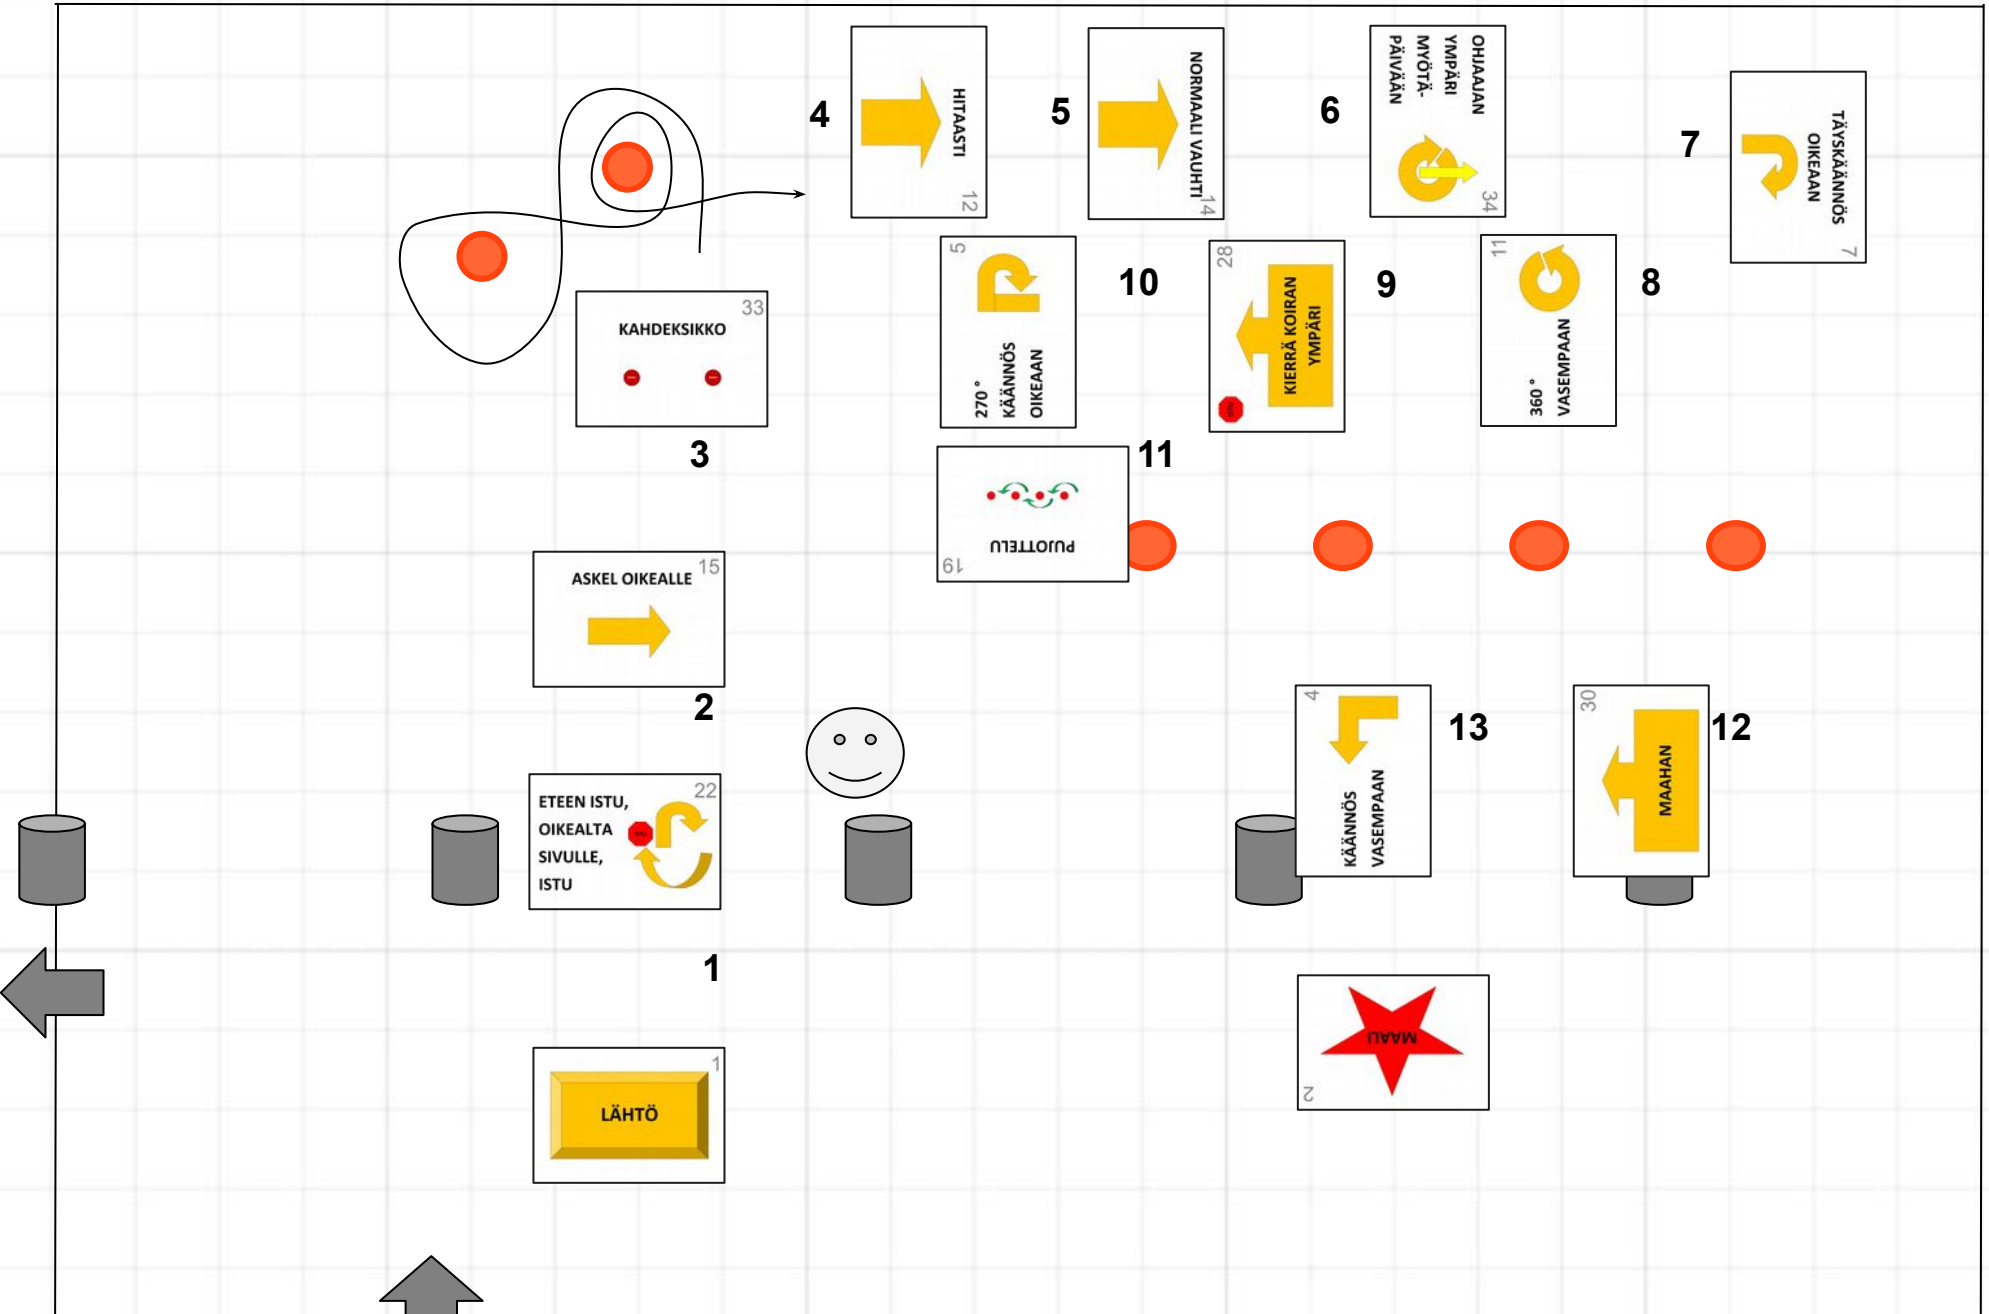 4
HITAASTI
12
5
NORMAALI VAUHTI
14
6
OHJAAJAN
YMPÄRI
MYÖTÄ-
PÄIVÄÄN
34
7
TÄYSKÄÄNNÖS
OIKEAAN
7
5
270°
KÄÄNNÖS
OIKEAAN
10
28
KIERRÄ KOIRAN
YMPÄRI
9
11
360°
VASEMPAAN
8
33
KAHDEKSIKKO
3
11
PUJOTTELU
19
15
ASKEL OIKEALLE
2
22
ETEEN ISTU,
OIKEALTA
SIVULLE,
ISTU
1
4
KÄÄNNÖS
VASEMPAAN
13
30
MAAHAN
12
MAALI
2
1
LÄHTÖ